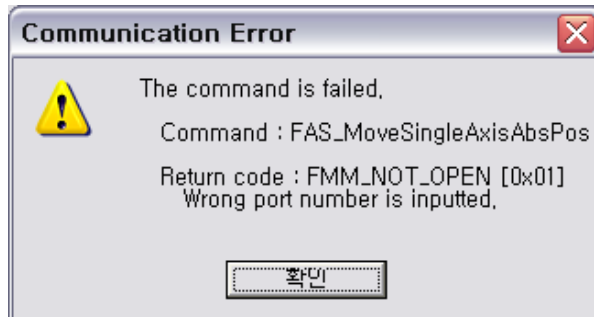 Communication Error
The command is failed,
Command : FAS_MoveSingleAxisAbsPos
Return code : FMM_NOT_OPEN [0x01]
Wrong port number is inputted,
확인